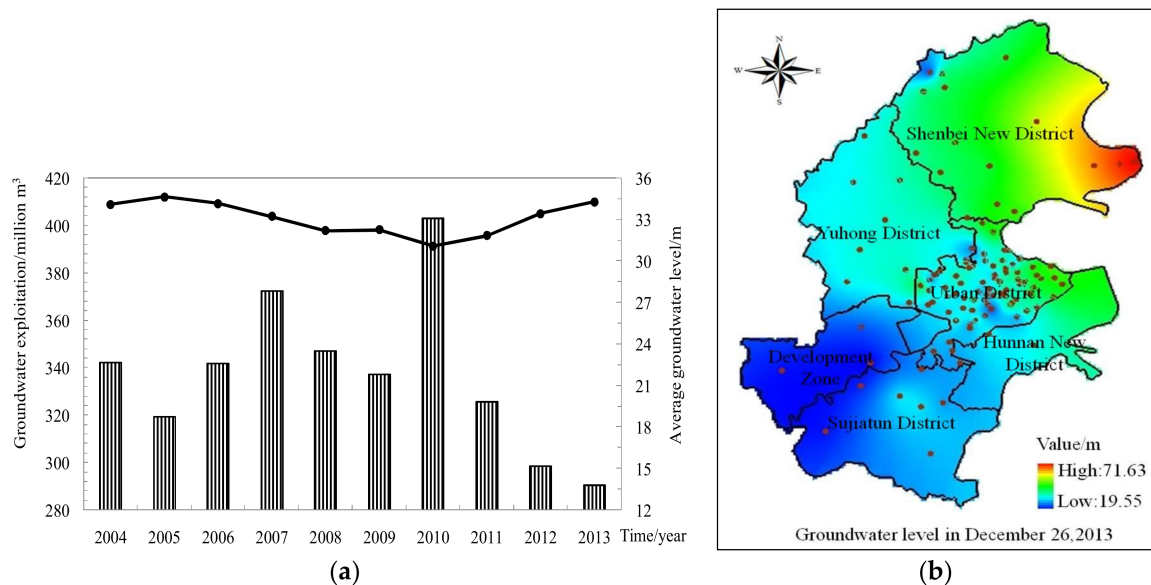 Groundwater exploitation/million m³
420
400
380
360
340
320
300
280
36
33
30
27
24
21
18
15
12
Average groundwater level/m
2004 2005 2006 2007 2008 2009 2010 2011 2012 2013 Time/year
(a)
N
W E
S
Shenbei New District
Yuhong District
Urban District
Hunnan New
District
Development
Zone
Sujiatun District
Value/m
High:71.63
Low:19.55
Groundwater level in December 26,2013
(b)